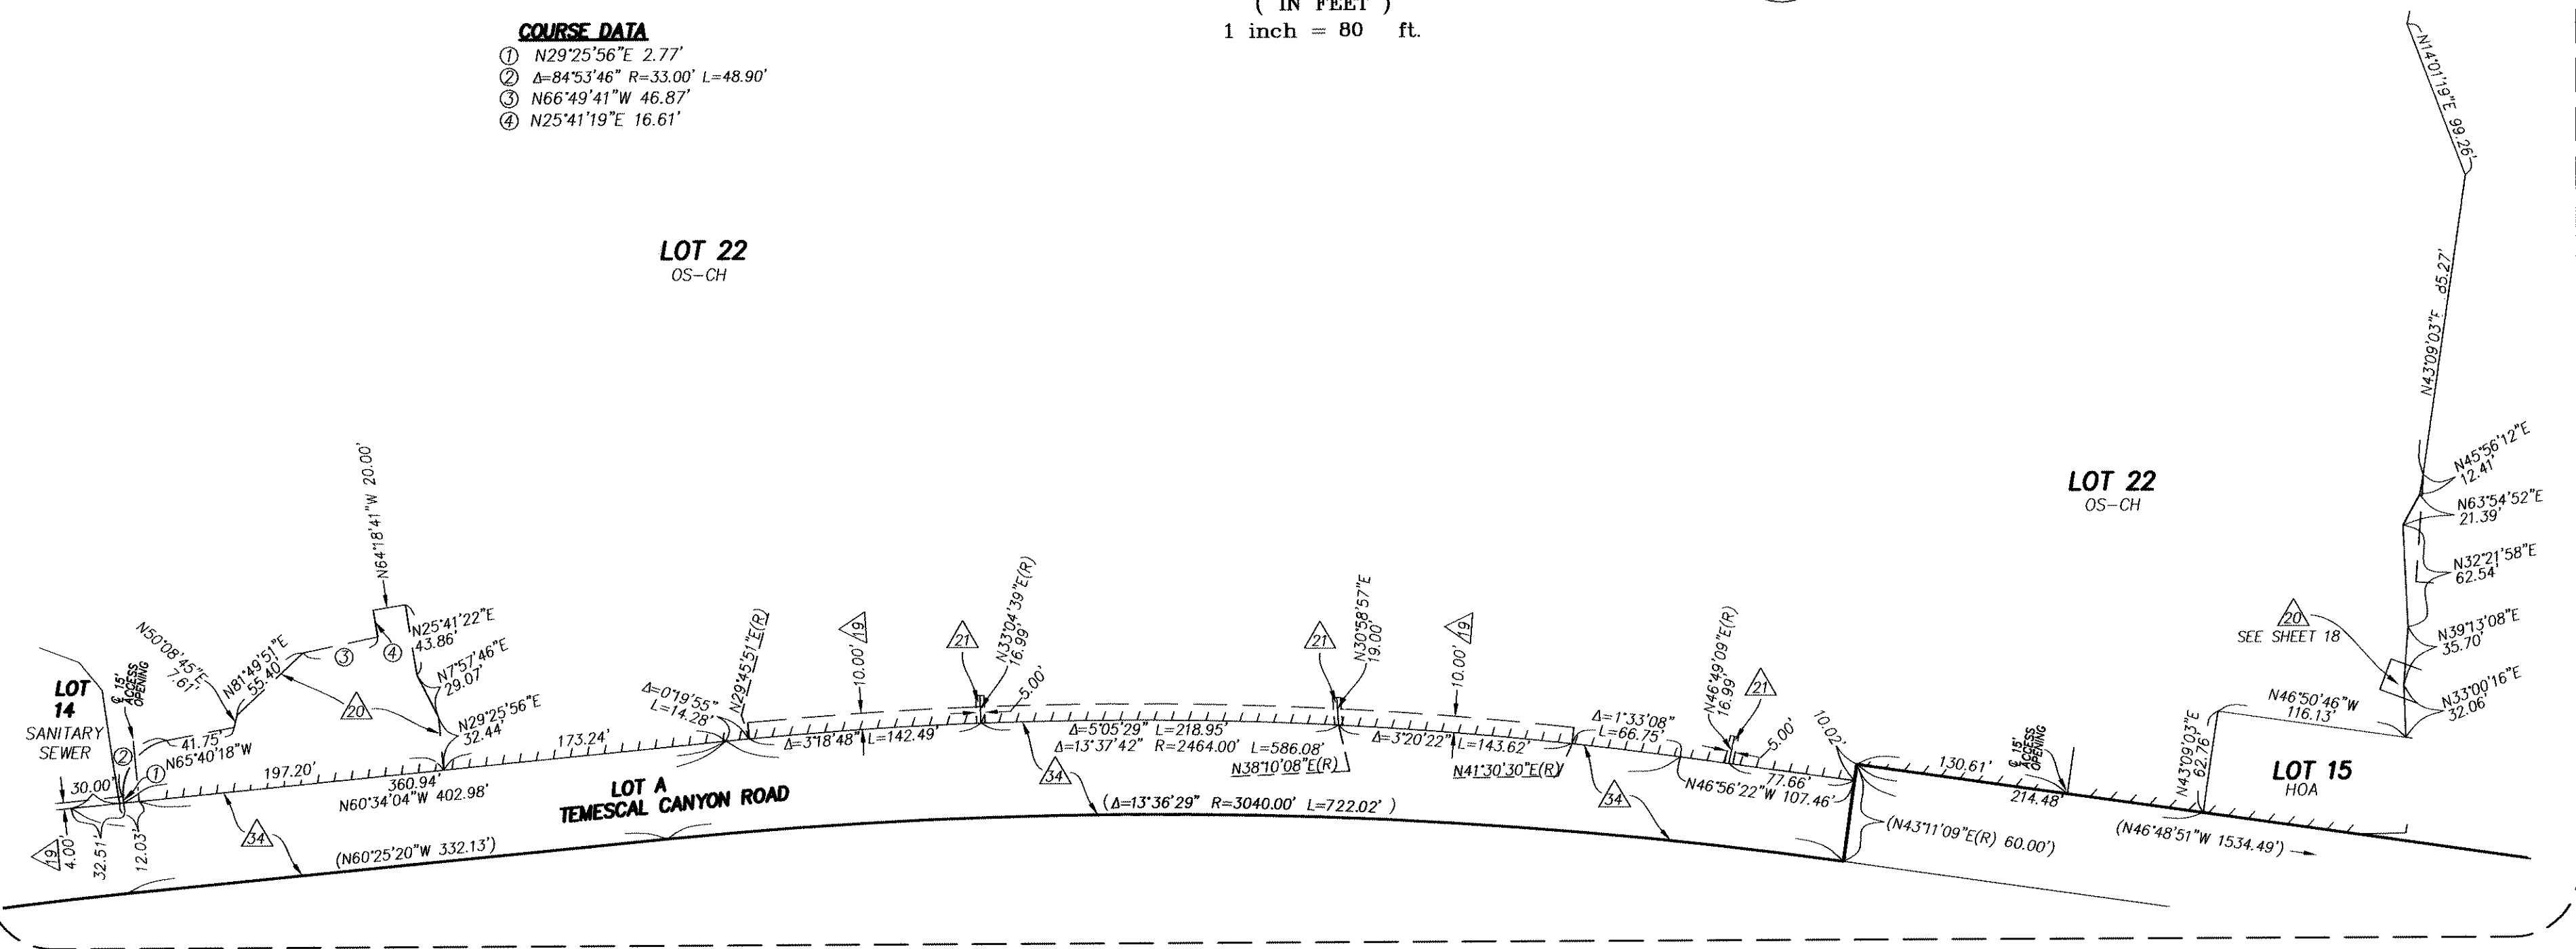 ( IN FEET )
1 inch = 80 ft.
COURSE DATA
① N29°25'56"E 2.77'
② Δ=84°53'46" R=33.00' L=48.90'
③ N66°49'41"W 46.87'
④ N25°41'19"E 16.61'
N14°01'19"E 99.26'
LOT 22
OS-CH
N43°09'03"E
N45°56'12"E
12.41'
N63°54'52"E
21.39'
LOT 22
OS-CH
N32°21'58"E
62.54'
N64°18'41"W 20.00'
20
SEE SHEET 18
N39°13'08"E
35.70'
N33°00'16"E
32.06'
N46°50'46"W
116.13'
N43°09'03"E
62.76'
LOT 15
HOA
N50°08'45"E
7.61'
N81°49'51"E
55.40'
③
④
N25°41'22"E
43.86'
N7°57'46"E
29.07'
N29°25'56"E
32.44'
20
LOT
14
SANITARY
SEWER
℄ 15'
ACCESS
OPENING
②
①
41.75'
N65°40'18"W
30.00'
19
4.00'
32.51'
12.03'
197.20'
360.94'
N60°34'04"W 402.98'
173.24'
34
(N60°25'20"W 332.13')
LOT A
TEMESCAL CANYON ROAD
Δ=0°19'55"
L=14.28'
N29°45'51"E(R)
19
10.00'
21
N33°04'39"E(R)
16.99'
5.00'
Δ=3°18'48" L=142.49'
Δ=5°05'29" L=218.95'
Δ=13°37'42" R=2464.00' L=586.08'
34
N38°10'08"E(R)
21
N30°58'57"E
19.00'
19
10.00'
Δ=3°20'22" L=143.62'
N41°30'30"E(R)
(Δ=13°36'29" R=3040.00' L=722.02' )
Δ=1°33'08"
L=66.75'
34
N46°49'09"E(R)
16.99'
21
5.00'
77.66'
N46°56'22"W 107.46'
10.02'
130.61'
℄ 15'
ACCESS
OPENING
214.48'
(N43°11'09"E(R) 60.00')
(N46°48'51"W 1534.49')